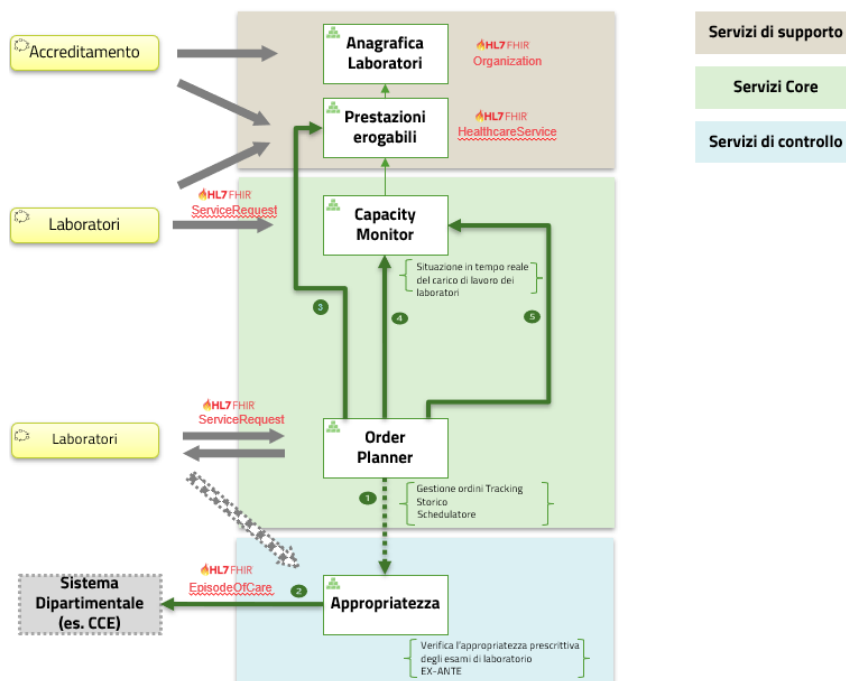 Accreditamento
Anagrafica
Laboratori
HL7 FHIR
Organization
Servizi di supporto
Prestazioni
erogabili
HL7 FHIR
HealthcareService
Servizi Core
Servizi di controllo
HL7 FHIR
ServiceRequest
Laboratori
Capacity
Monitor
Situazione in tempo reale
del carico di lavoro dei
laboratori
3
4
5
HL7 FHIR
ServiceRequest
Laboratori
Order
Planner
1
Gestione ordini Tracking
Storico
Schedulatore
HL7 FHIR
EpisodeOfCare
2
Sistema
Dipartimentale
(es. CCE)
Appropriatezza
Verifica l'appropriatezza prescrittiva
degli esami di laboratorio
EX-ANTE